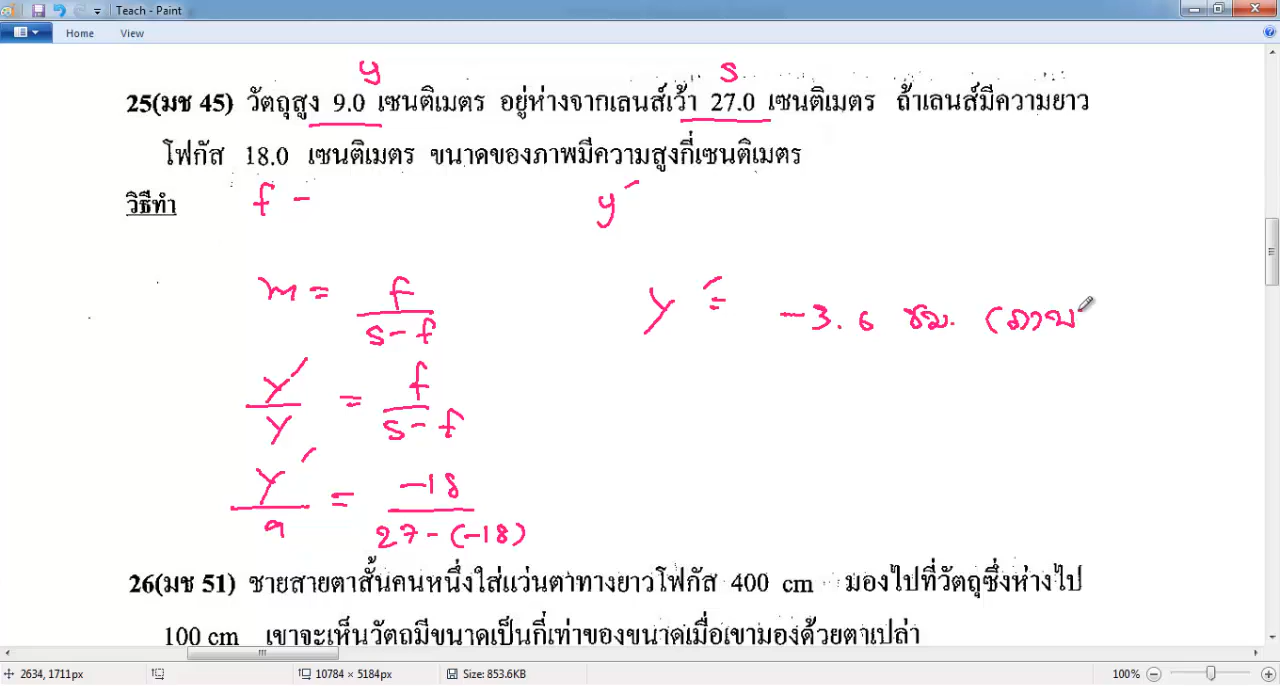 Teach - Paint
Home View
y s
25(มช 45) วัตถุสูง 9.0 เซนติเมตร อยู่ห่างจากเลนส์เว้า 27.0 เซนติเมตร ถ้าเลนส์มีความยาว
โฟกัส 18.0 เซนติเมตร ขนาดของภาพมีความสูงกี่เซนติเมตร
วิธีทำ f - y′
m = f / (s - f) y′ = -3.6 ซม. (ภาพ
y′ / y = f / (s - f)
y′ / 9 = -18 / (27 - (-18))
26(มช 51) ชายสายตาสั้นคนหนึ่งใส่แว่นตาทางยาวโฟกัส 400 cm มองไปที่วัตถุซึ่งห่างไป
100 cm เขาจะเห็นวัตถุมีขนาดเป็นกี่เท่าของขนาดเมื่อเขามองด้วยตาเปล่า
2634, 1711px 10784 × 5184px Size: 853.6KB 100%